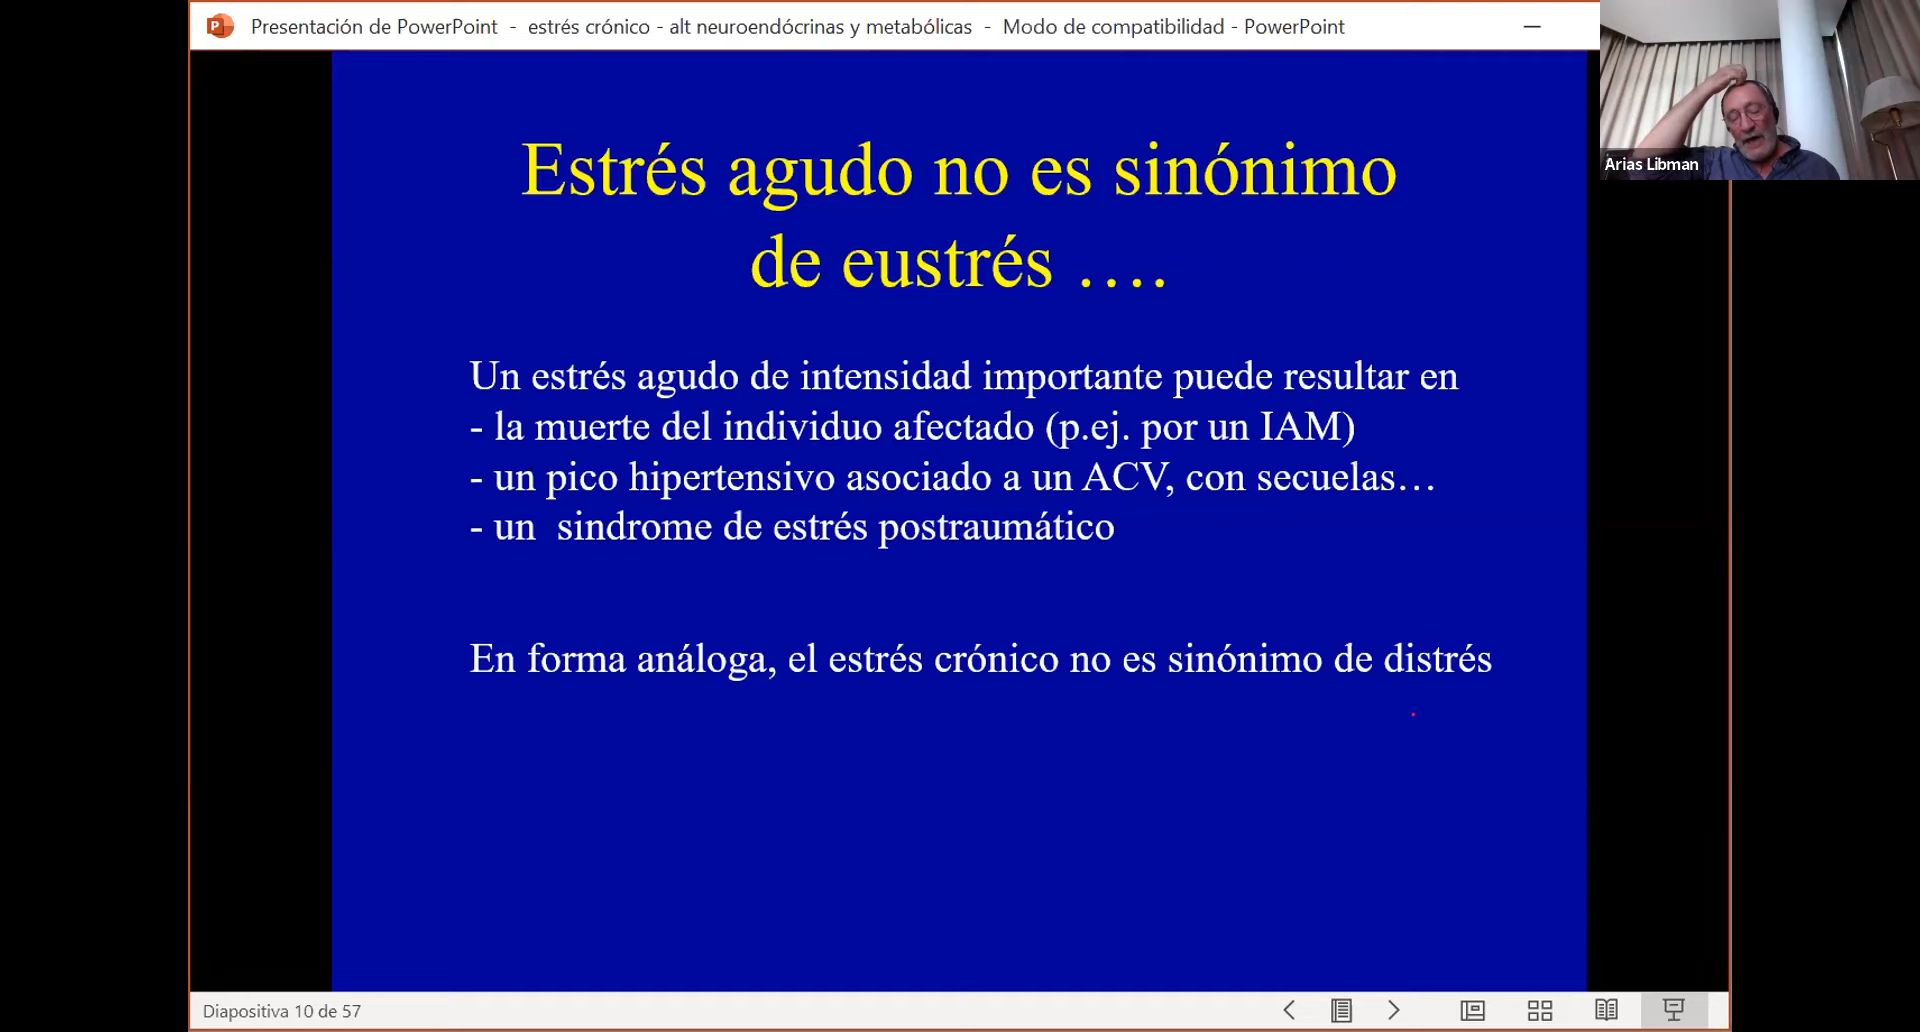 Presentación de PowerPoint - estrés crónico - alt neuroendócrinas y metabólicas - Modo de compatibilidad - PowerPoint
Arias Libman
Estrés agudo no es sinónimo
de eustrés ….
Un estrés agudo de intensidad importante puede resultar en
- la muerte del individuo afectado (p.ej. por un IAM)
- un pico hipertensivo asociado a un ACV, con secuelas…
- un  sindrome de estrés postraumático
En forma análoga, el estrés crónico no es sinónimo de distrés
Diapositiva 10 de 57